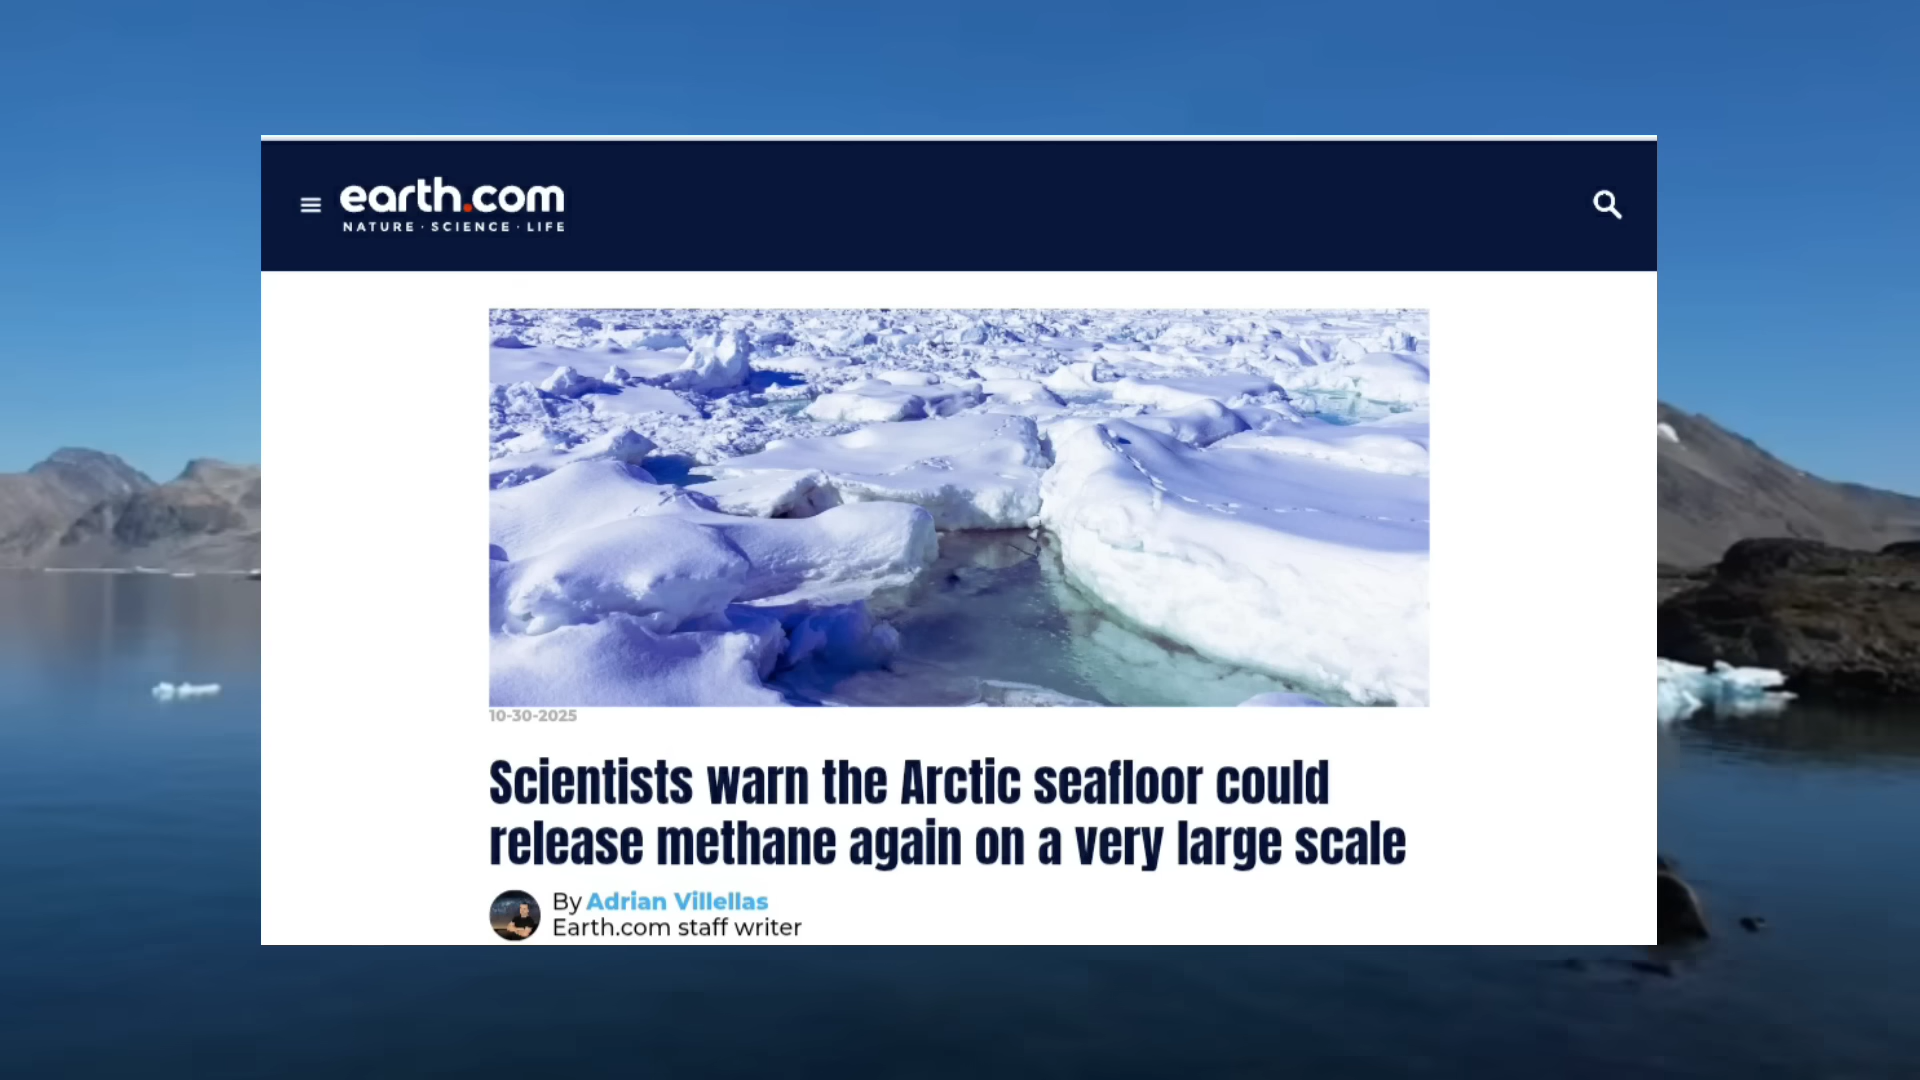 earth.com
NATURE · SCIENCE · LIFE
10-30-2025
Scientists warn the Arctic seafloor could
release methane again on a very large scale
By Adrian Villellas
Earth.com staff writer